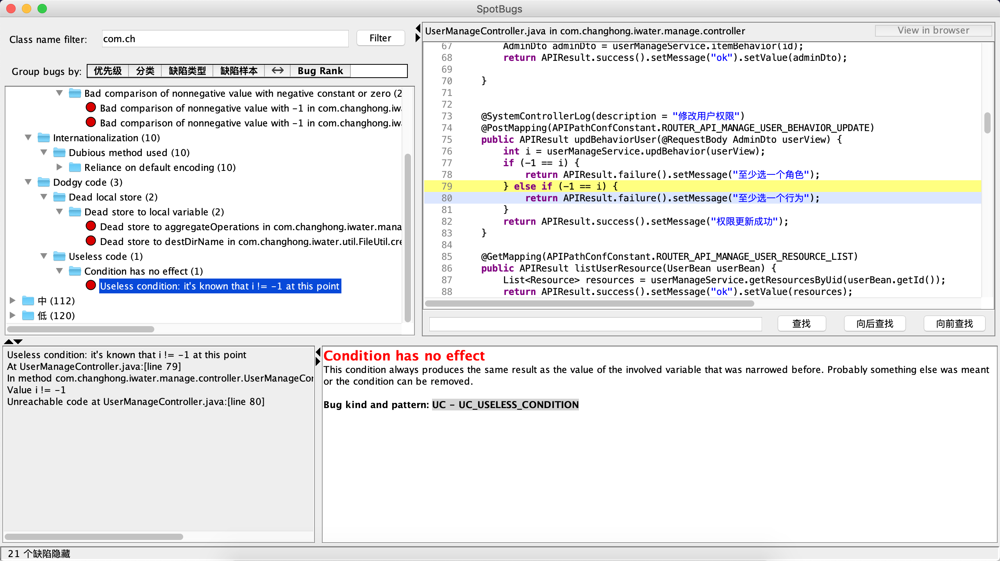 SpotBugs
Class name filter:
com.ch
Filter
Group bugs by:
优先级 分类 缺陷类型 缺陷样本 <-> Bug Rank
Bad comparison of nonnegative value with negative constant or zero (2
Bad comparison of nonnegative value with -1 in com.changhong.iw
Bad comparison of nonnegative value with -1 in com.changhong.iw
Internationalization (10)
Dubious method used (10)
Reliance on default encoding (10)
Dodgy code (3)
Dead local store (2)
Dead store to local variable (2)
Dead store to aggregateOperations in com.changhong.iwater.mana
Dead store to destDirName in com.changhong.iwater.util.FileUtil.cre
Useless code (1)
Condition has no effect (1)
Useless condition: it's known that i != -1 at this point
中 (112)
低 (120)
UserManageController.java in com.changhong.iwater.manage.controller
View in browser
67 AdminDto adminDto = userManageService.itemBehavior(id);
68 return APIResult.success().setMessage("ok").setValue(adminDto);
69
70 }
71
72
73 @SystemControllerLog(description = "修改用户权限")
74 @PostMapping(APIPathConfConstant.ROUTER_API_MANAGE_USER_BEHAVIOR_UPDATE)
75 public APIResult updBehaviorUser(@RequestBody AdminDto userView) {
76 int i = userManageService.updBehavior(userView);
77 if (-1 == i) {
78 return APIResult.failure().setMessage("至少选一个角色");
79 } else if (-1 == i) {
80 return APIResult.failure().setMessage("至少选一个行为");
81 }
82 return APIResult.success().setMessage("权限更新成功");
83 }
84
85 @GetMapping(APIPathConfConstant.ROUTER_API_MANAGE_USER_RESOURCE_LIST)
86 public APIResult listUserResource(UserBean userBean) {
87 List<Resource> resources = userManageService.getResourcesByUid(userBean.getId());
88 return APIResult.success().setMessage("ok").setValue(resources);
查找
向后查找
向前查找
Useless condition: it's known that i != -1 at this point
At UserManageController.java:[line 79]
In method com.changhong.iwater.manage.controller.UserManageCor
Value i != -1
Unreachable code at UserManageController.java:[line 80]
Condition has no effect
This condition always produces the same result as the value of the involved variable that was narrowed before. Probably something else was meant
or the condition can be removed.
Bug kind and pattern: UC - UC_USELESS_CONDITION
21 个缺陷隐藏